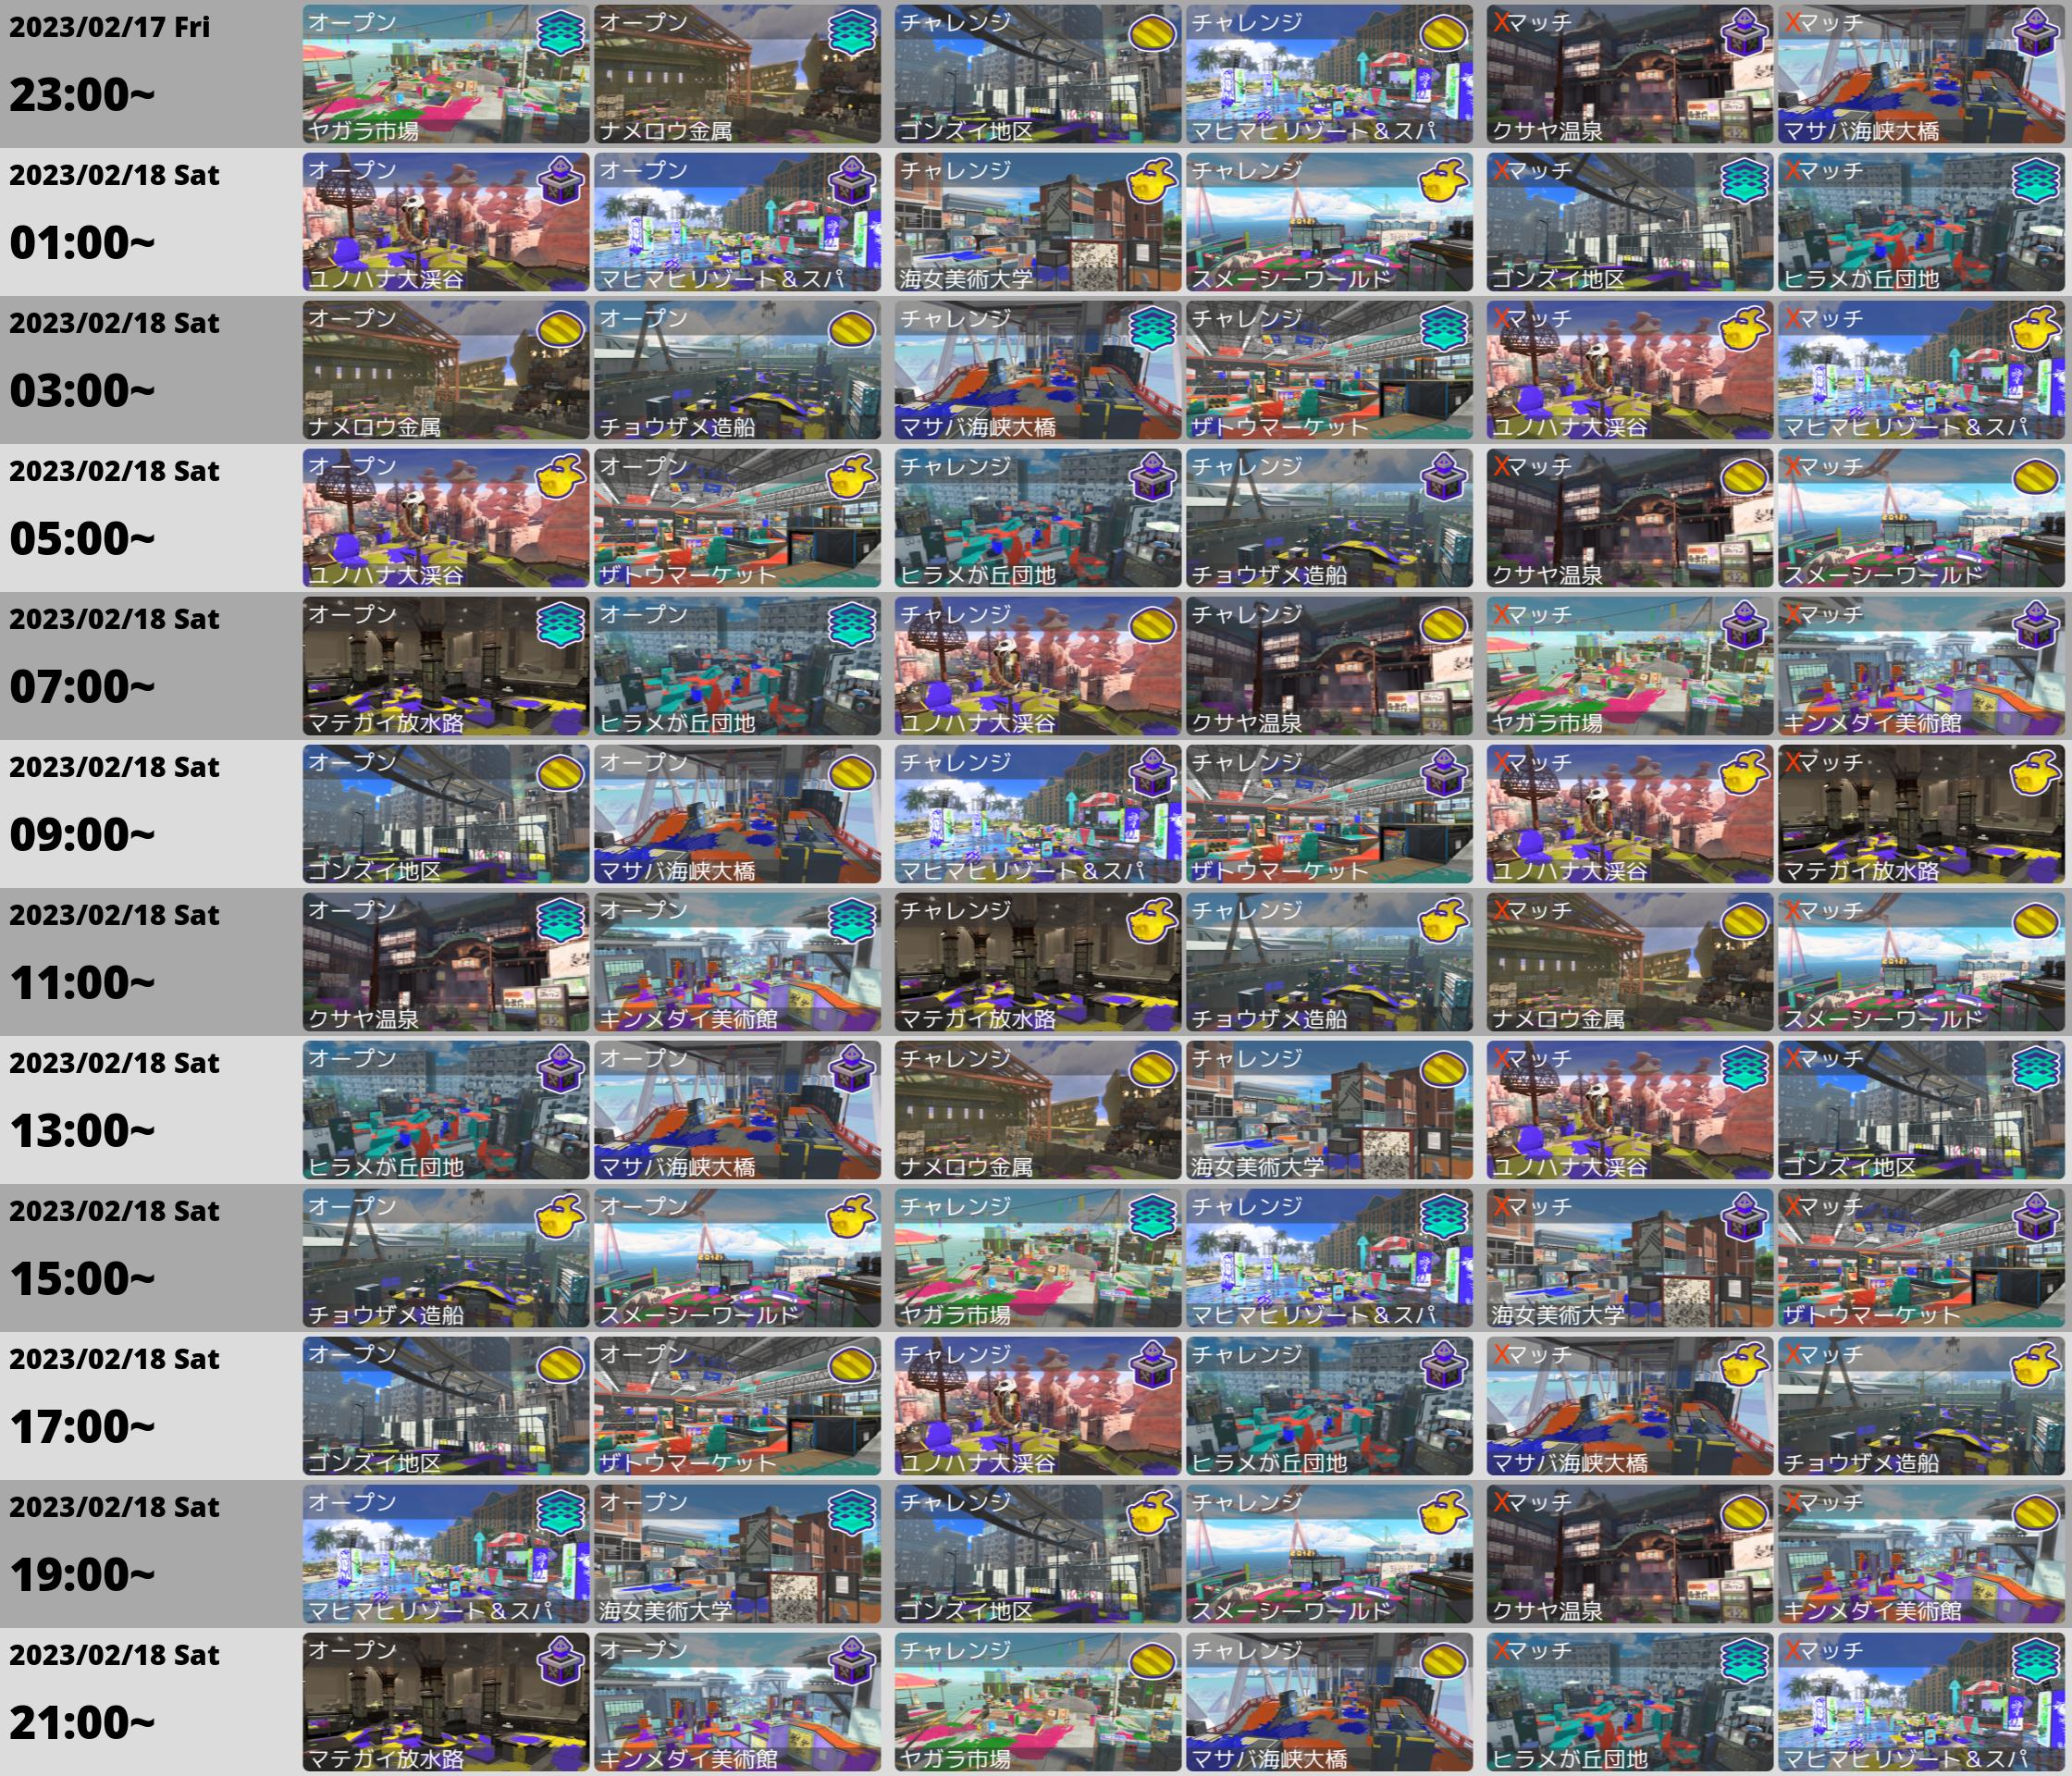 2023/02/17 Fri
23:00~
オープン オープン チャレンジ チャレンジ Xマッチ Xマッチ
ヤガラ市場 ナメロウ金属 ゴンズイ地区 マヒマヒリゾート&スパ クサヤ温泉 マサバ海峡大橋
2023/02/18 Sat
01:00~
オープン オープン チャレンジ チャレンジ Xマッチ Xマッチ
ユノハナ大渓谷 マヒマヒリゾート&スパ 海女美術大学 スメーシーワールド ゴンズイ地区 ヒラメが丘団地
2023/02/18 Sat
03:00~
オープン オープン チャレンジ チャレンジ Xマッチ Xマッチ
ナメロウ金属 チョウザメ造船 マサバ海峡大橋 ザトウマーケット ユノハナ大渓谷 マヒマヒリゾート&スパ
2023/02/18 Sat
05:00~
オープン オープン チャレンジ チャレンジ Xマッチ Xマッチ
ユノハナ大渓谷 ザトウマーケット ヒラメが丘団地 チョウザメ造船 クサヤ温泉 スメーシーワールド
2023/02/18 Sat
07:00~
オープン オープン チャレンジ チャレンジ Xマッチ Xマッチ
マテガイ放水路 ヒラメが丘団地 ユノハナ大渓谷 クサヤ温泉 ヤガラ市場 キンメダイ美術館
2023/02/18 Sat
09:00~
オープン オープン チャレンジ チャレンジ Xマッチ Xマッチ
ゴンズイ地区 マサバ海峡大橋 マヒマヒリゾート&スパ ザトウマーケット ユノハナ大渓谷 マテガイ放水路
2023/02/18 Sat
11:00~
オープン オープン チャレンジ チャレンジ Xマッチ Xマッチ
クサヤ温泉 キンメダイ美術館 マテガイ放水路 チョウザメ造船 ナメロウ金属 スメーシーワールド
2023/02/18 Sat
13:00~
オープン オープン チャレンジ チャレンジ Xマッチ Xマッチ
ヒラメが丘団地 マサバ海峡大橋 ナメロウ金属 海女美術大学 ユノハナ大渓谷 ゴンズイ地区
2023/02/18 Sat
15:00~
オープン オープン チャレンジ チャレンジ Xマッチ Xマッチ
チョウザメ造船 スメーシーワールド ヤガラ市場 マヒマヒリゾート&スパ 海女美術大学 ザトウマーケット
2023/02/18 Sat
17:00~
オープン オープン チャレンジ チャレンジ Xマッチ Xマッチ
ゴンズイ地区 ザトウマーケット ユノハナ大渓谷 ヒラメが丘団地 マサバ海峡大橋 チョウザメ造船
2023/02/18 Sat
19:00~
オープン オープン チャレンジ チャレンジ Xマッチ Xマッチ
マヒマヒリゾート&スパ 海女美術大学 ゴンズイ地区 スメーシーワールド クサヤ温泉 キンメダイ美術館
2023/02/18 Sat
21:00~
オープン オープン チャレンジ チャレンジ Xマッチ Xマッチ
マテガイ放水路 キンメダイ美術館 ヤガラ市場 マサバ海峡大橋 ヒラメが丘団地 マヒマヒリゾート&スパ